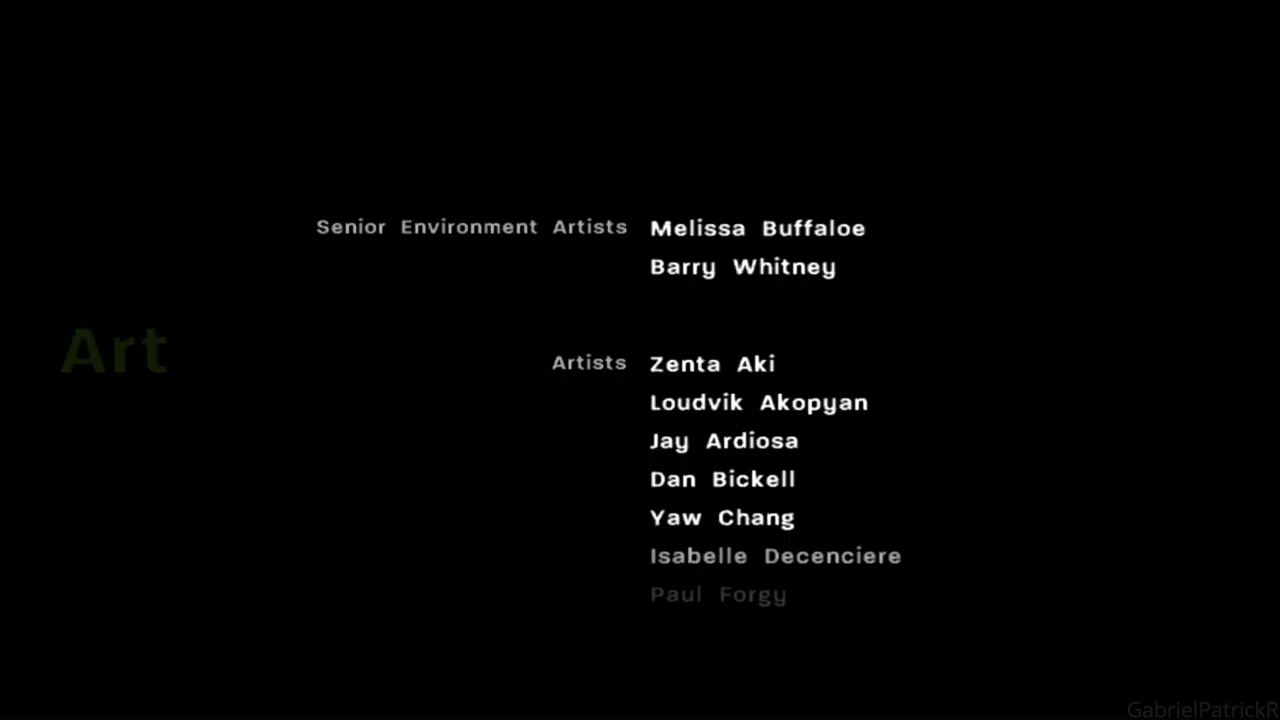 Senior Environment Artists Melissa Buffaloe
Barry Whitney
Art
Artists Zenta Aki
Loudvik Akopyan
Jay Ardiosa
Dan Bickell
Yaw Chang
Isabelle Decenciere
Paul Forgy
GabrielPatrickR